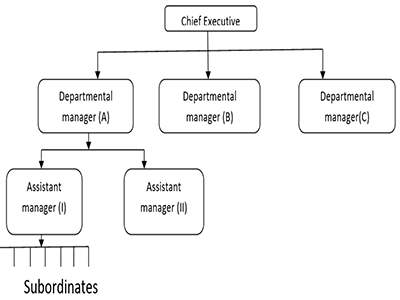 Chief Executive
Departmental
manager (A)
Departmental
manager (B)
Departmental
manager(C)
Assistant
manager (I)
Assistant
manager (II)
Subordinates